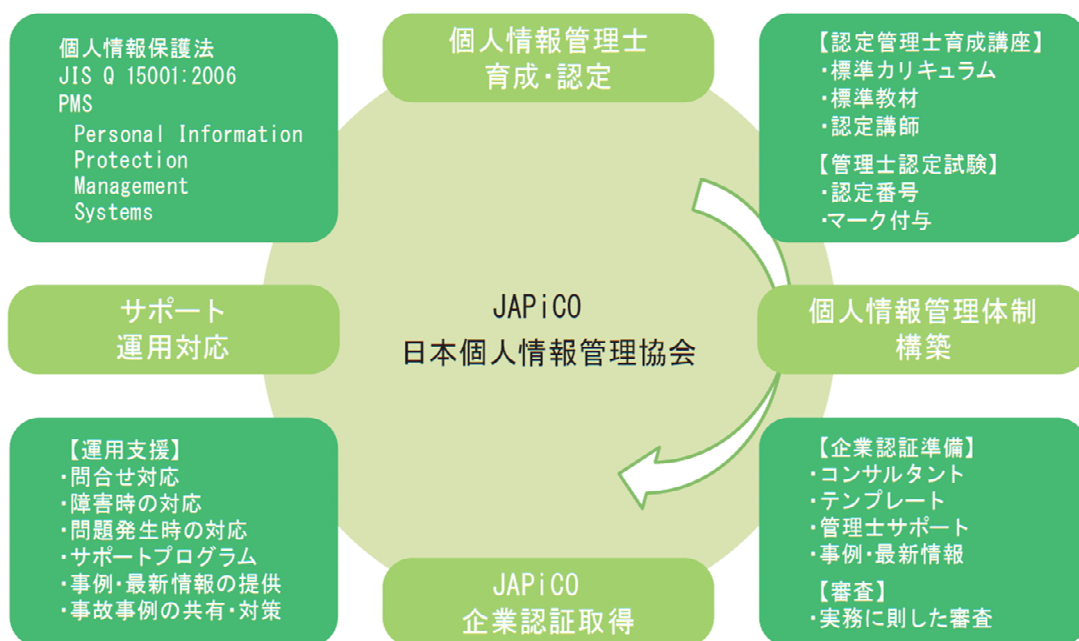 個人情報保護法
JIS Q 15001:2006
PMS
Personal Information
Protection
Management
Systems
個人情報管理士
育成・認定
【認定管理士育成講座】
・標準カリキュラム
・標準教材
・認定講師
【管理士認定試験】
・認定番号
・マーク付与
サポート
運用対応
JAPiCO
日本個人情報管理協会
個人情報管理体制
構築
【運用支援】
・問合せ対応
・障害時の対応
・問題発生時の対応
・サポートプログラム
・事例・最新情報の提供
・事故事例の共有・対策
JAPiCO
企業認証取得
【企業認証準備】
・コンサルタント
・テンプレート
・管理士サポート
・事例・最新情報
【審査】
・実務に則した審査